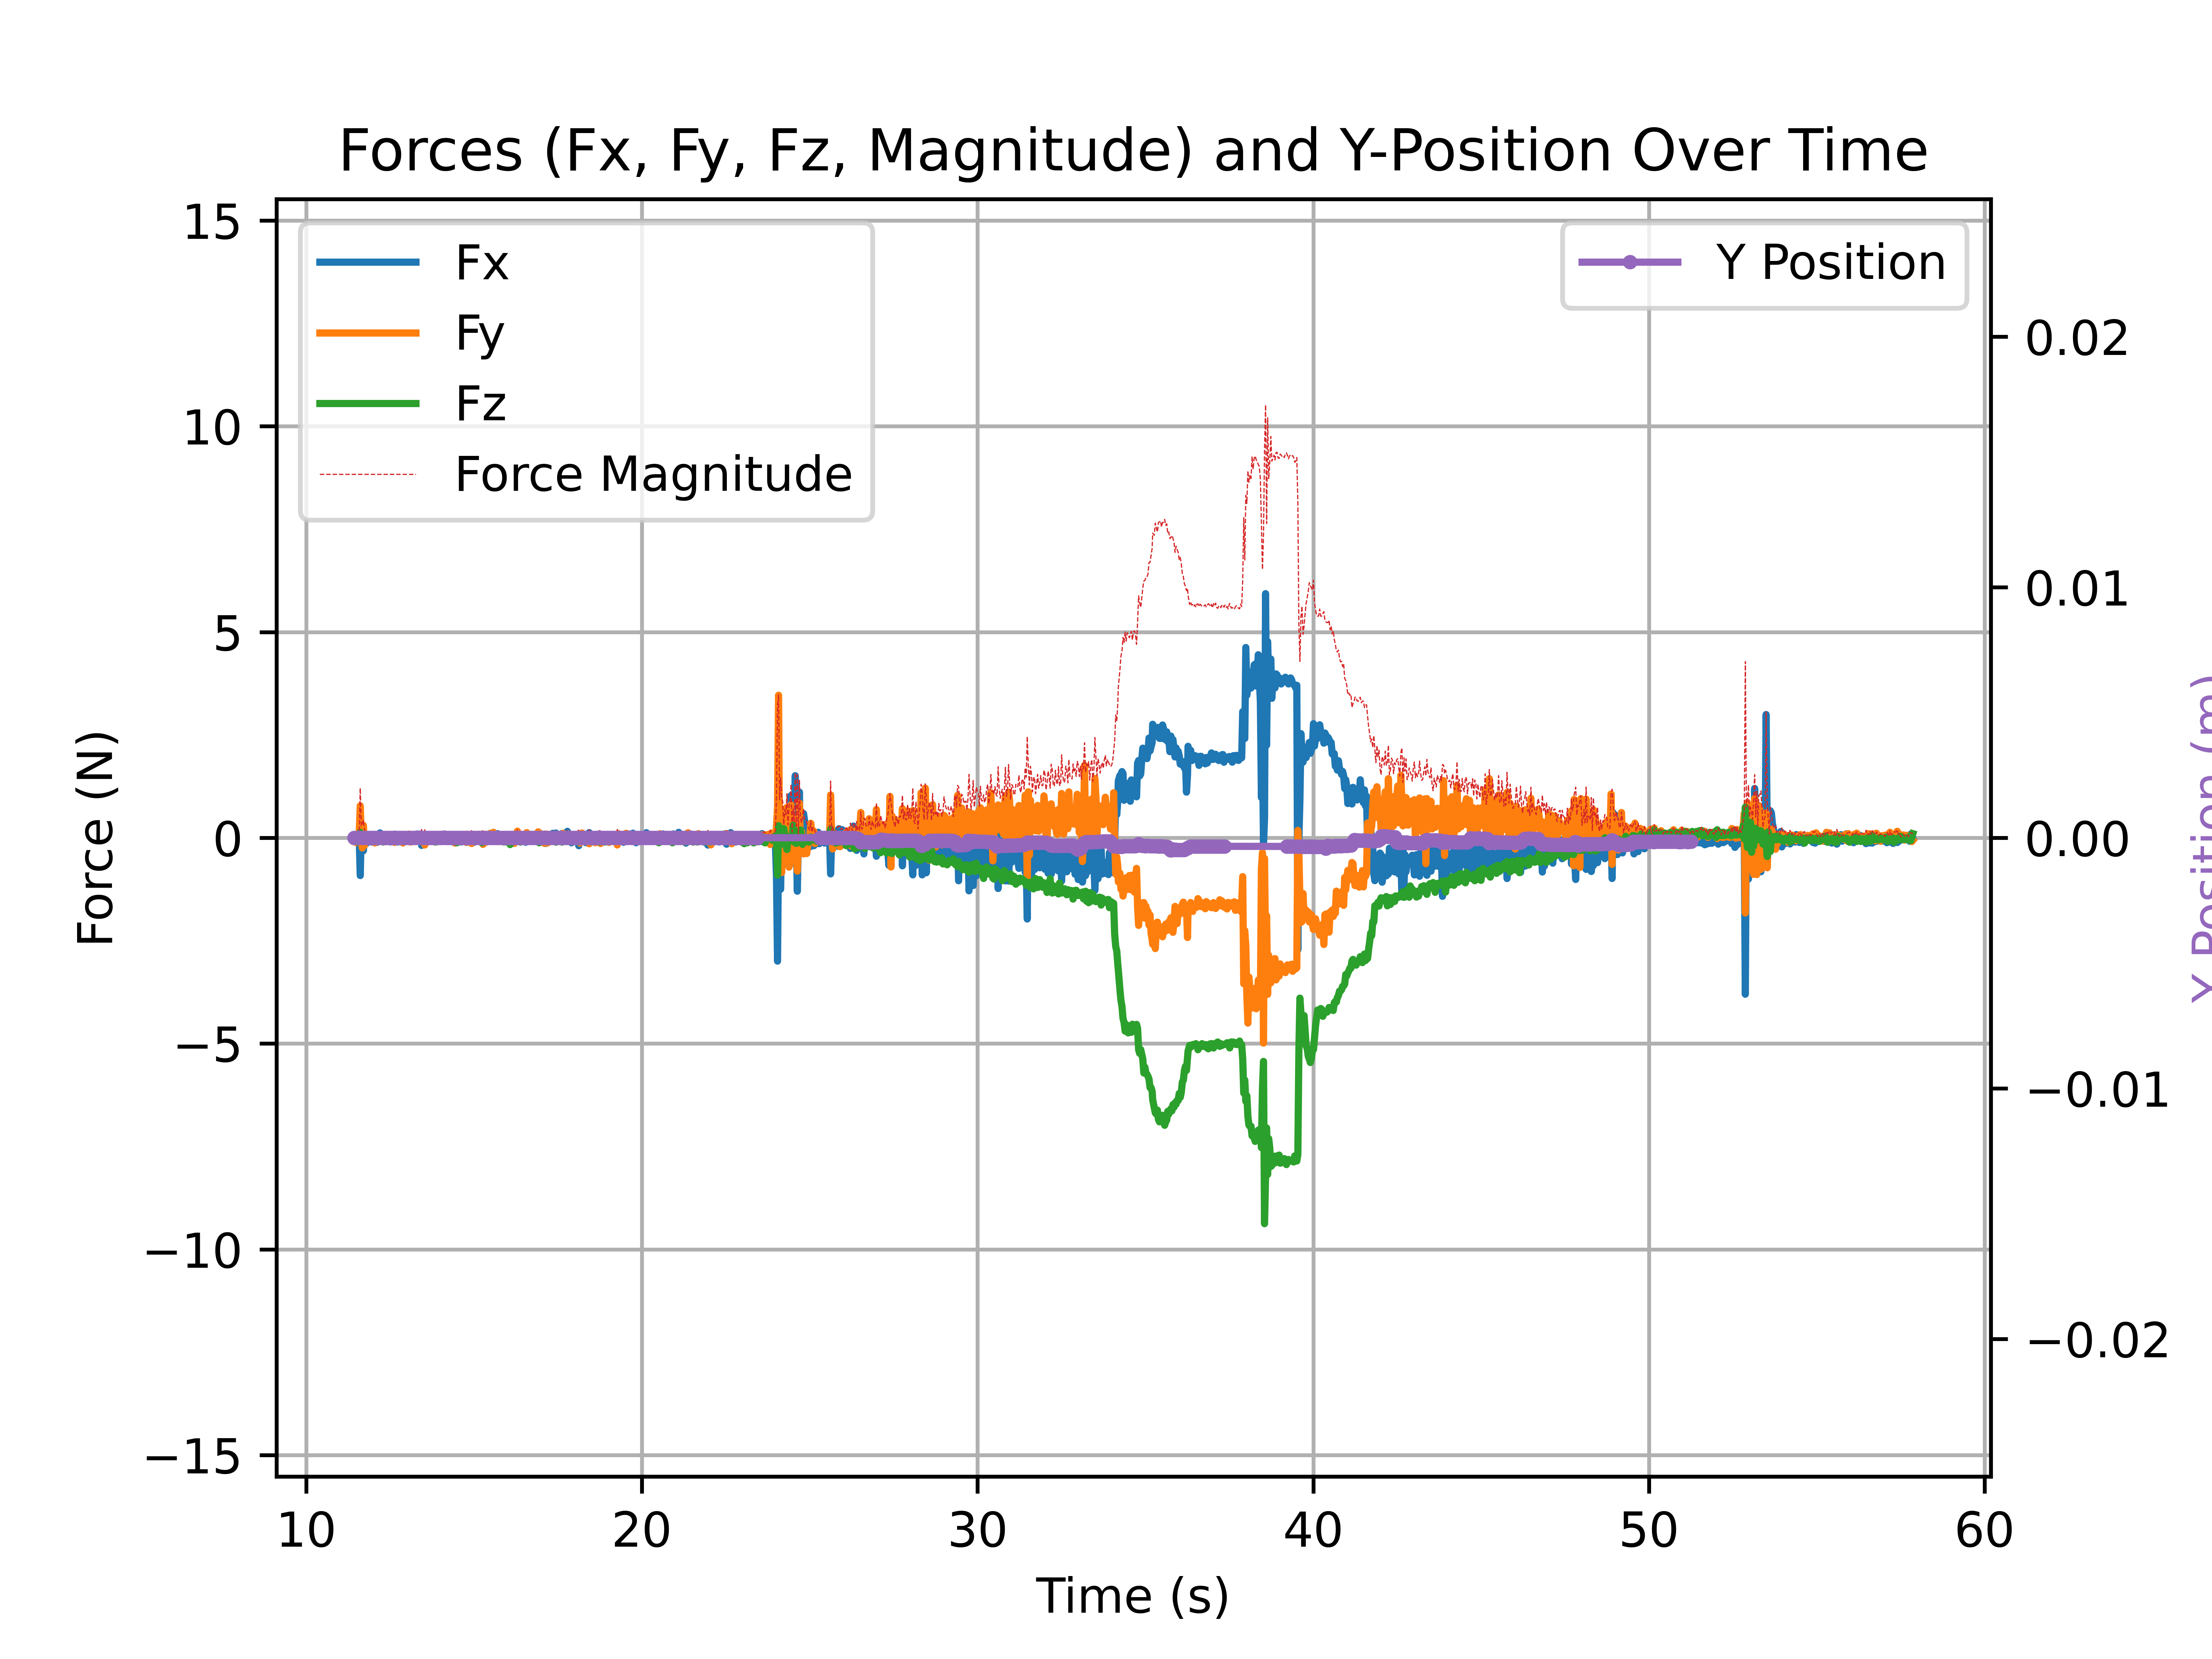 Forces (Fx, Fy, Fz, Magnitude) and Y-Position Over Time
Fx
Fy
Fz
Force Magnitude
Y Position
Force (N)
15
10
5
0
−5
−10
−15
0.02
0.01
0.00
−0.01
−0.02
Y Position (m)
10 20 30 40 50 60
Time (s)